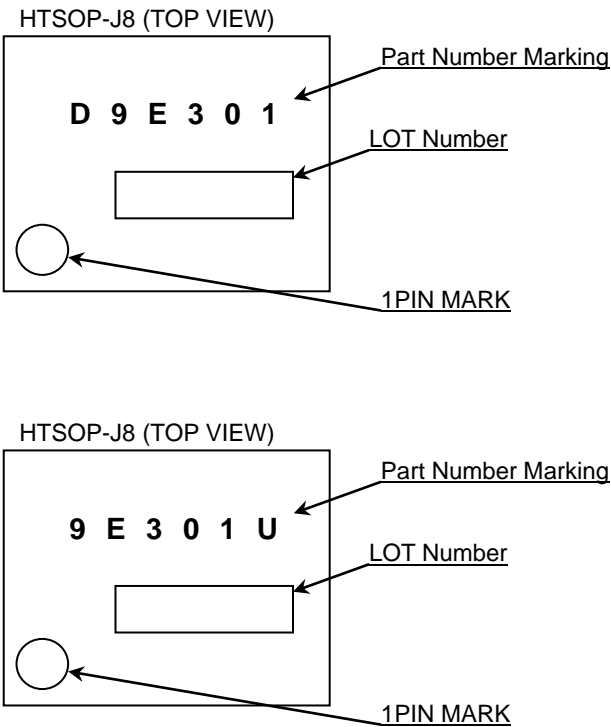 HTSOP-J8 (TOP VIEW)
Part Number Marking
D 9 E 3 0 1
LOT Number
1PIN MARK
HTSOP-J8 (TOP VIEW)
Part Number Marking
9 E 3 0 1 U
LOT Number
1PIN MARK